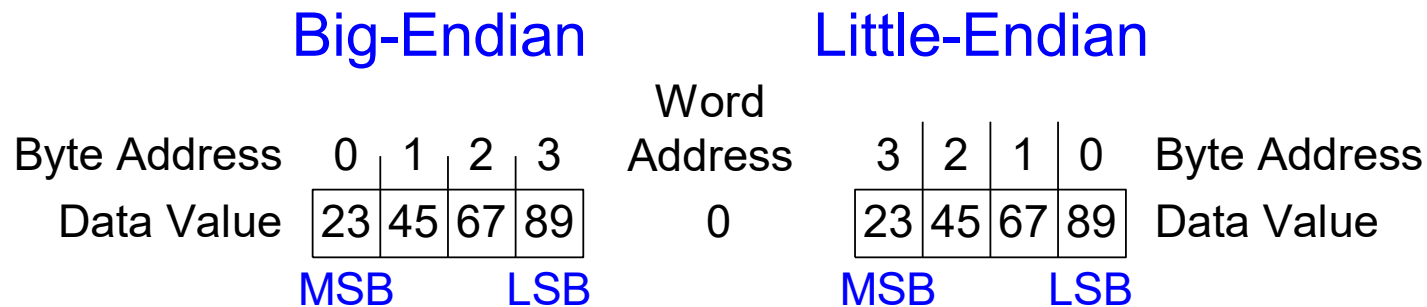 Big-Endian Little-Endian
Word
Byte Address 0 1 2 3 Address 3 2 1 0 Byte Address
Data Value 23 45 67 89 0 23 45 67 89 Data Value
MSB LSB MSB LSB